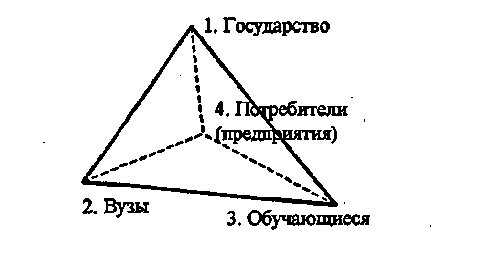 1. Государство
4. Потребители
(предприятия)
2. Вузы
3. Обучающиеся